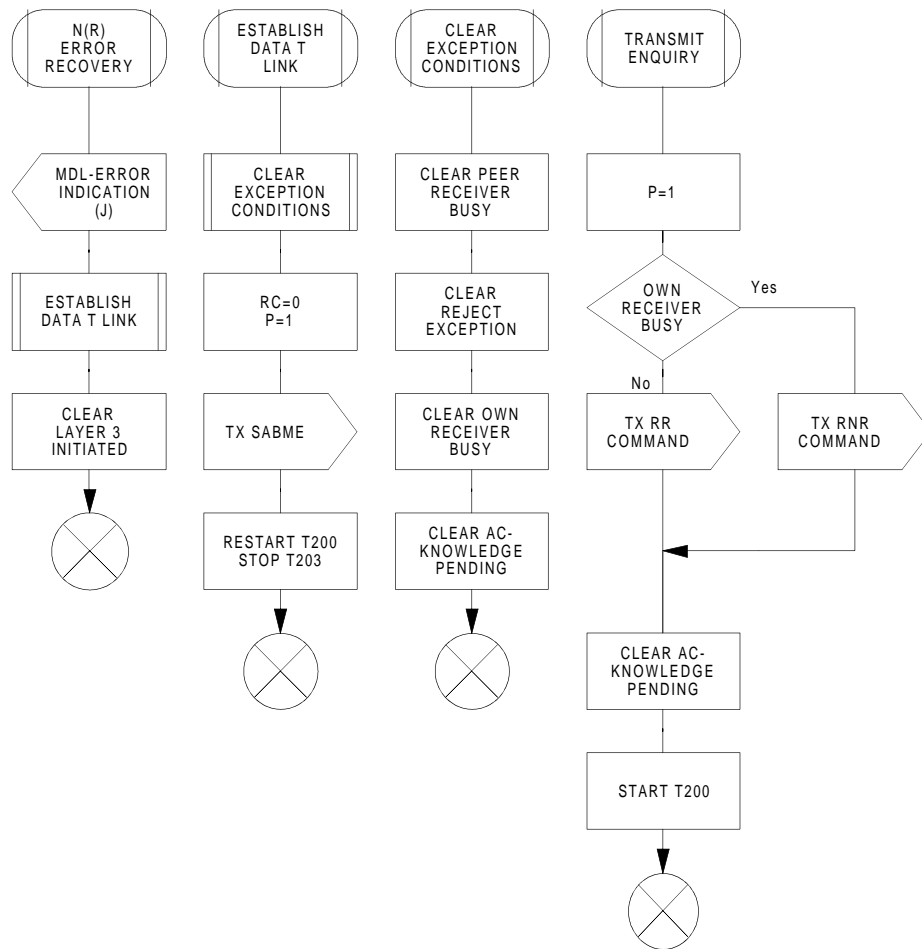 N(R)
ERROR
RECOVERY
MDL-ERROR
INDICATION
(J)
ESTABLISH
DATA T LINK
CLEAR
LAYER 3
INITIATED
ESTABLISH
DATA T
LINK
CLEAR
EXCEPTION
CONDITIONS
RC=0
P=1
TX SABME
RESTART T200
STOP T203
CLEAR
EXCEPTION
CONDITIONS
CLEAR PEER
RECEIVER
BUSY
CLEAR
REJECT
EXCEPTION
CLEAR OWN
RECEIVER
BUSY
CLEAR AC-
KNOWLEDGE
PENDING
TRANSMIT
ENQUIRY
P=1
OWN
RECEIVER
BUSY
Yes
No
TX RR
COMMAND
TX RNR
COMMAND
CLEAR AC-
KNOWLEDGE
PENDING
START T200